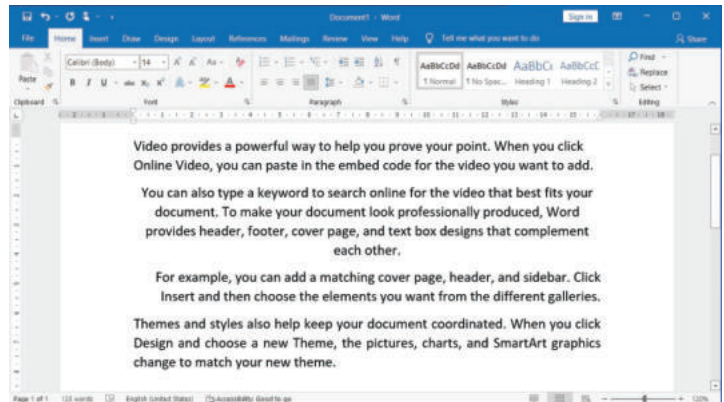 Document1 - Word
Sign in
File Home Insert Draw Design Layout References Mailings Review View Help Tell me what you want to do Share
Calibri (Body) 14
Find
AaBbCcDd AaBbCcDd AaBbCc AaBbCcC
Replace
Paste
B I U abc x₂ x²
1 Normal 1 No Spac... Heading 1 Heading 2
Select
Clipboard Font Paragraph Styles Editing
Video provides a powerful way to help you prove your point. When you click
Online Video, you can paste in the embed code for the video you want to add.
You can also type a keyword to search online for the video that best fits your
document. To make your document look professionally produced, Word
provides header, footer, cover page, and text box designs that complement
each other.
For example, you can add a matching cover page, header, and sidebar. Click
Insert and then choose the elements you want from the different galleries.
Themes and styles also help keep your document coordinated. When you click
Design and choose a new Theme, the pictures, charts, and SmartArt graphics
change to match your new theme.
Page 1 of 1 English (United States) Accessibility: Good to go 120%